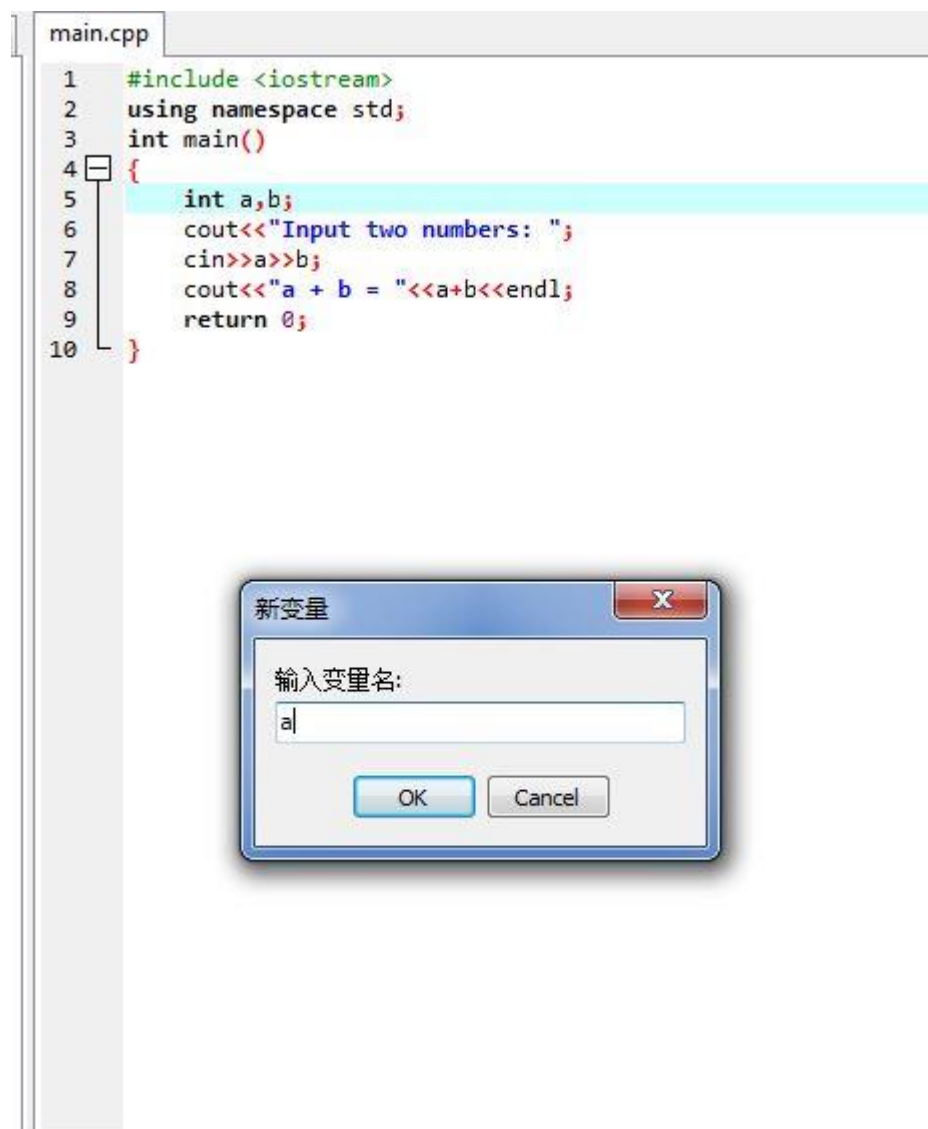 main.cpp
1 #include <iostream>
2 using namespace std;
3 int main()
4 {
5     int a,b;
6     cout<<"Input two numbers: ";
7     cin>>a>>b;
8     cout<<"a + b = "<<a+b<<endl;
9     return 0;
10 }
新变量
输入变量名:
a
OK Cancel